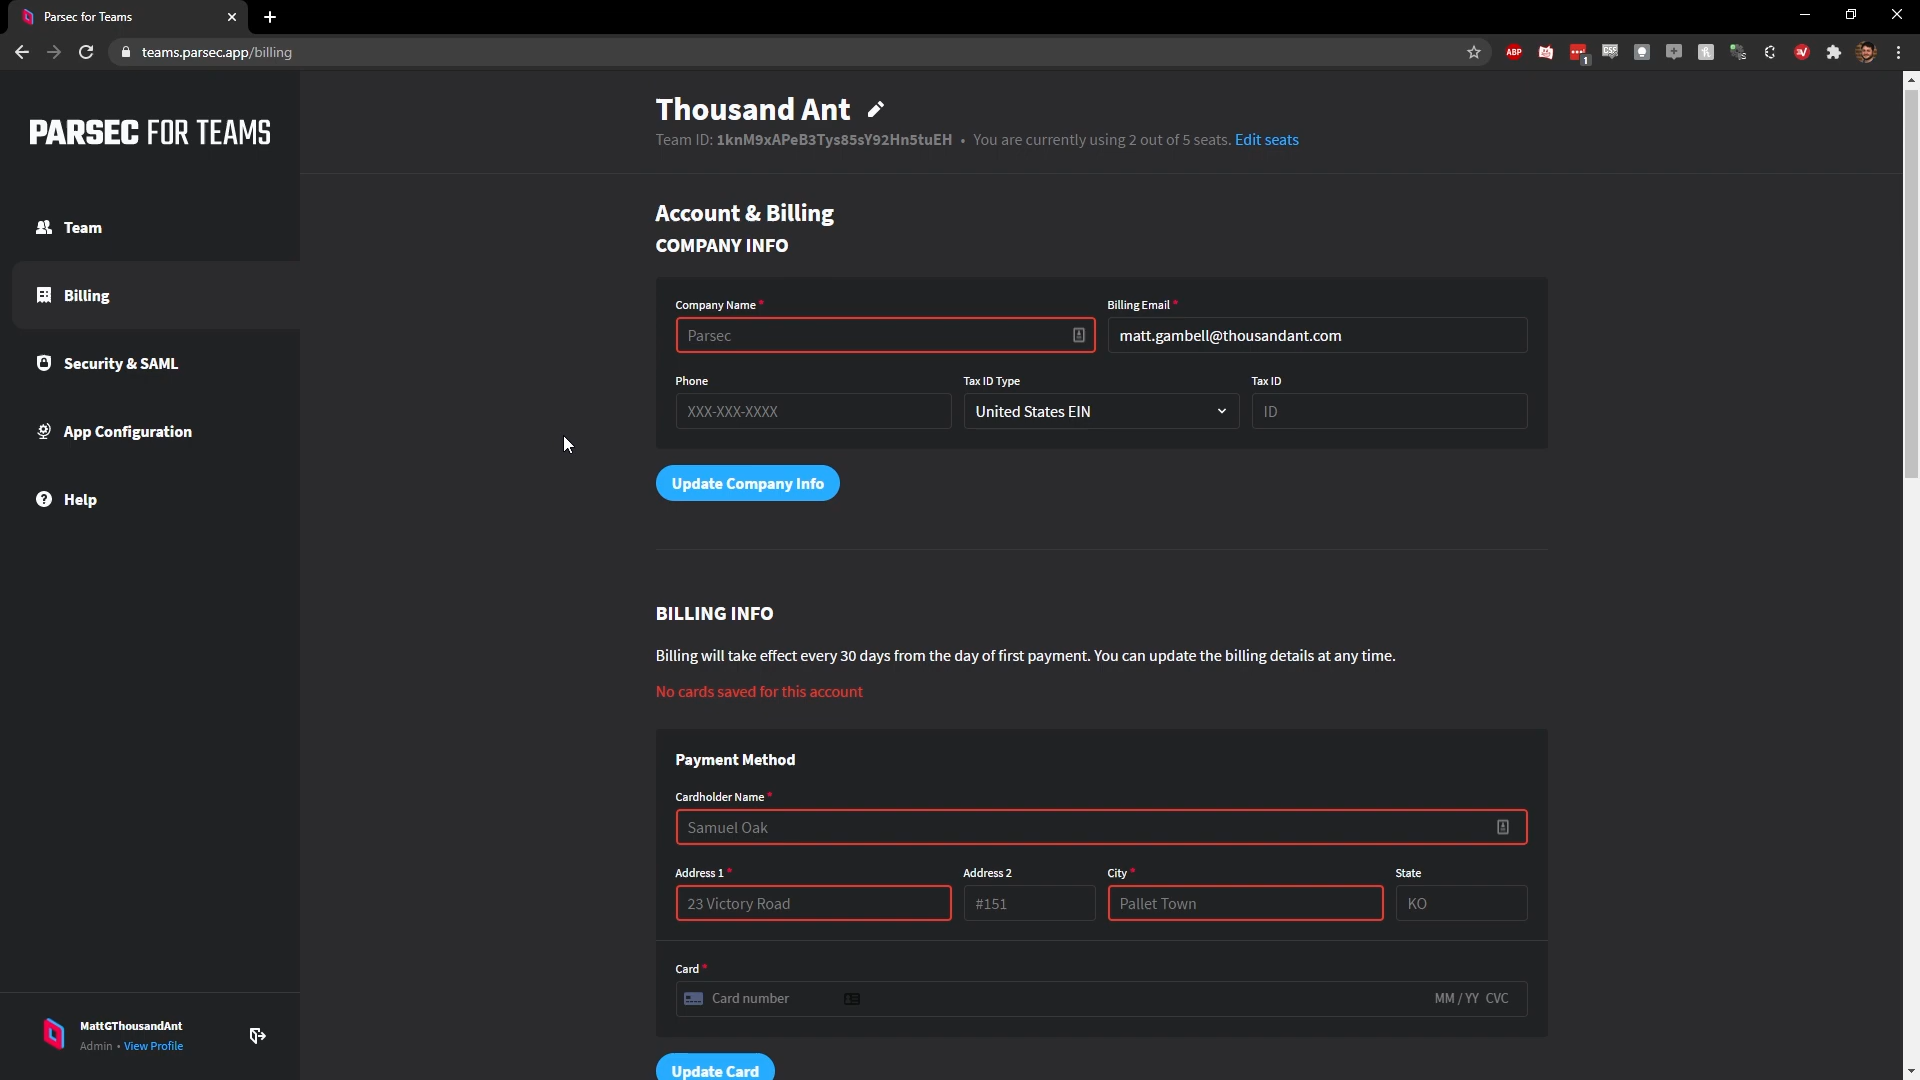 Parsec for Teams
teams.parsec.app/billing
ABP
1
CSP
PARSEC FOR TEAMS
Team
Billing
Security & SAML
App Configuration
Help
MattGThousandAnt
Admin • View Profile
Thousand Ant
Team ID: 1knM9xAPeB3Tys85sY92Hn5tuEH • You are currently using 2 out of 5 seats. Edit seats
Account & Billing
COMPANY INFO
Company Name *
Billing Email *
Parsec
matt.gambell@thousandant.com
Phone
Tax ID Type
Tax ID
XXX-XXX-XXXX
United States EIN
ID
Update Company Info
BILLING INFO
Billing will take effect every 30 days from the day of first payment. You can update the billing details at any time.
No cards saved for this account
Payment Method
Cardholder Name *
Samuel Oak
Address 1 *
Address 2
City *
State
23 Victory Road
#151
Pallet Town
KO
Card *
Card number
MM / YY CVC
Update Card